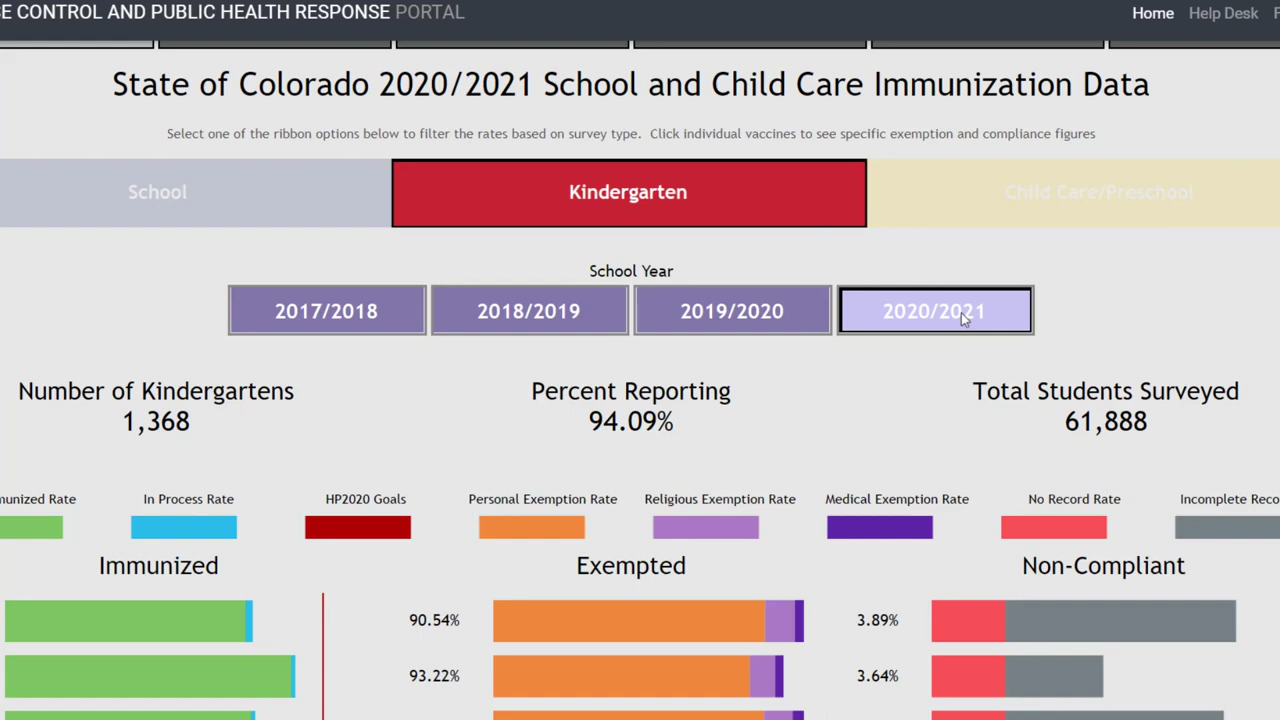 CONTROL AND PUBLIC HEALTH RESPONSE PORTAL
Home Help Desk
State of Colorado 2020/2021 School and Child Care Immunization Data
Select one of the ribbon options below to filter the rates based on survey type. Click individual vaccines to see specific exemption and compliance figures
School Kindergarten Child Care/Preschool
School Year
2017/2018 2018/2019 2019/2020 2020/2021
Number of Kindergartens Percent Reporting Total Students Surveyed
1,368 94.09% 61,888
Rate In Process Rate HP2020 Goals Personal Exemption Rate Religious Exemption Rate Medical Exemption Rate No Record Rate Incomplete
Immunized Exempted Non-Compliant
90.54% 3.89%
93.22% 3.64%